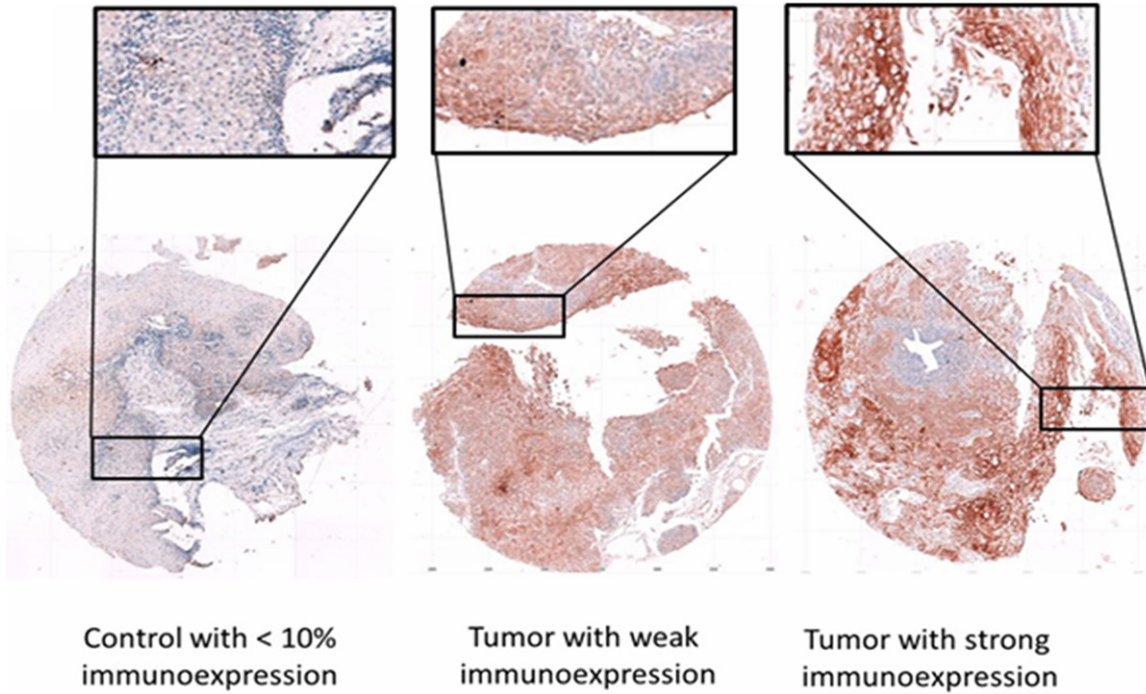 Control with < 10%
immunoexpression
Tumor with weak
immunoexpression
Tumor with strong
immunoexpression